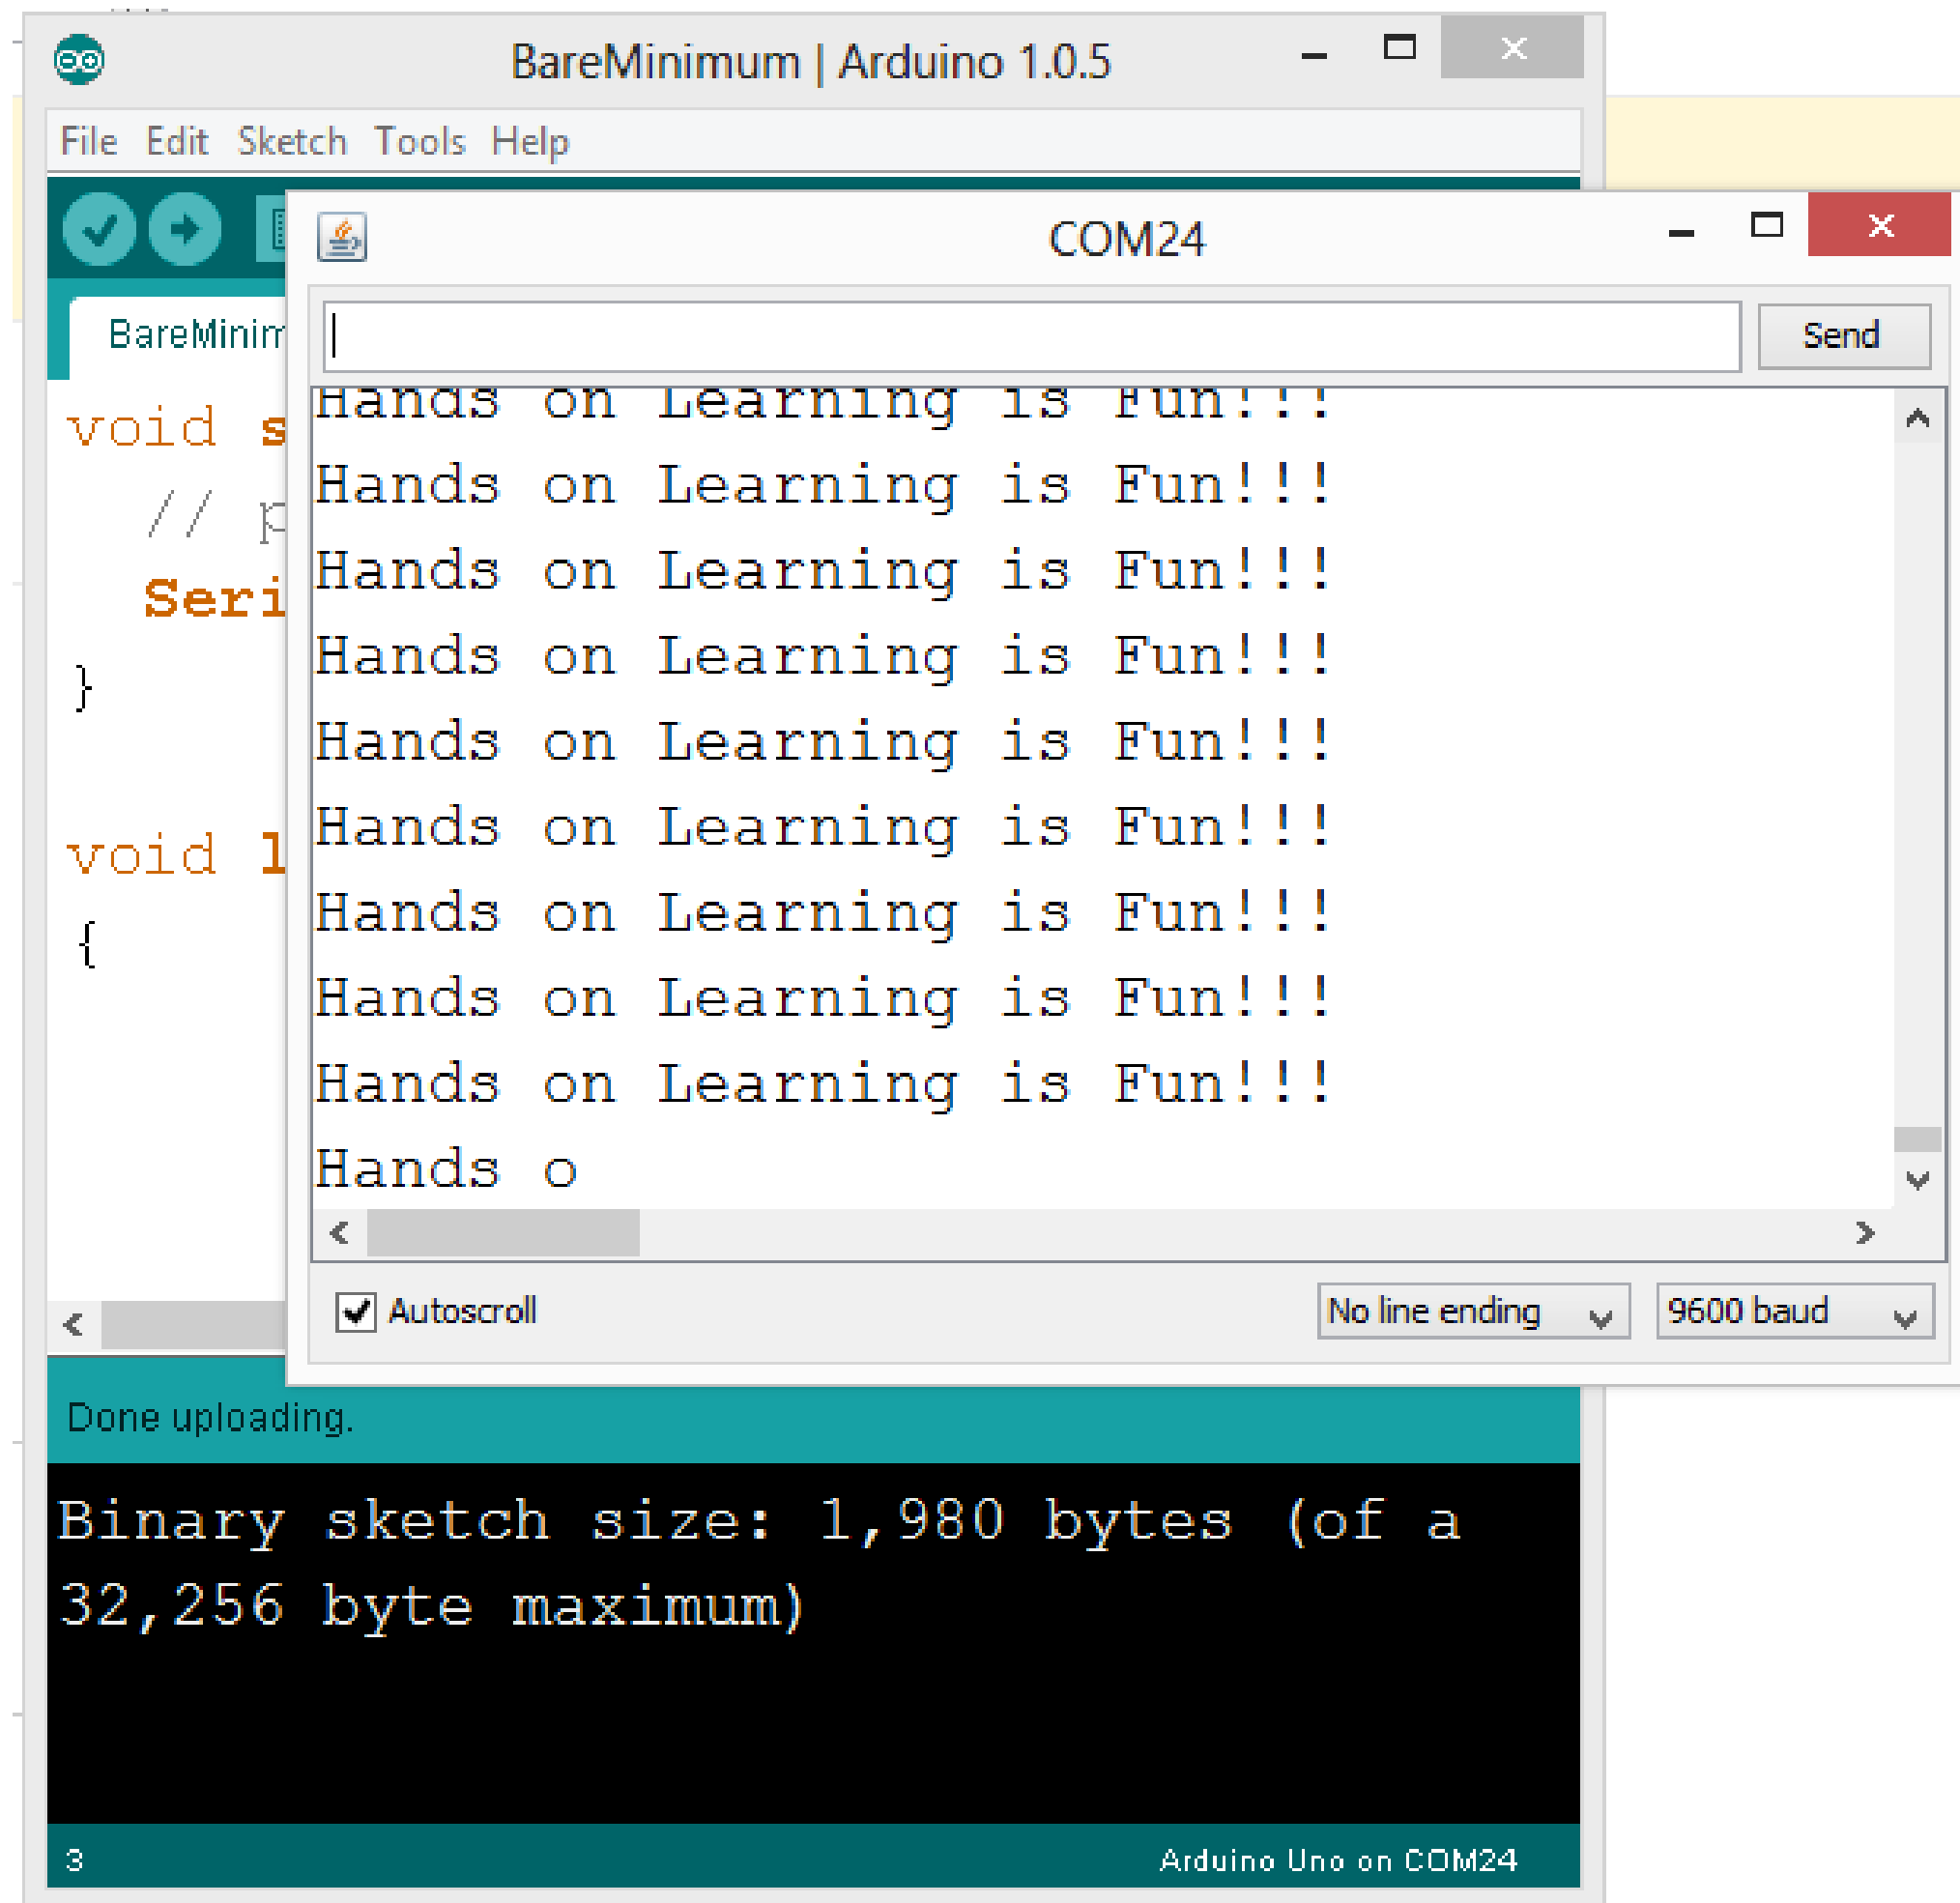 BareMinimum | Arduino 1.0.5
File Edit Sketch Tools Help
COM24
BareMinim
Send
void s
// p
Seri
}
void l
{
Hands on Learning is Fun!!!
Hands on Learning is Fun!!!
Hands on Learning is Fun!!!
Hands on Learning is Fun!!!
Hands on Learning is Fun!!!
Hands on Learning is Fun!!!
Hands on Learning is Fun!!!
Hands on Learning is Fun!!!
Hands on Learning is Fun!!!
Hands o
Autoscroll
No line ending
9600 baud
Done uploading.
Binary sketch size: 1,980 bytes (of a
32,256 byte maximum)
3
Arduino Uno on COM24